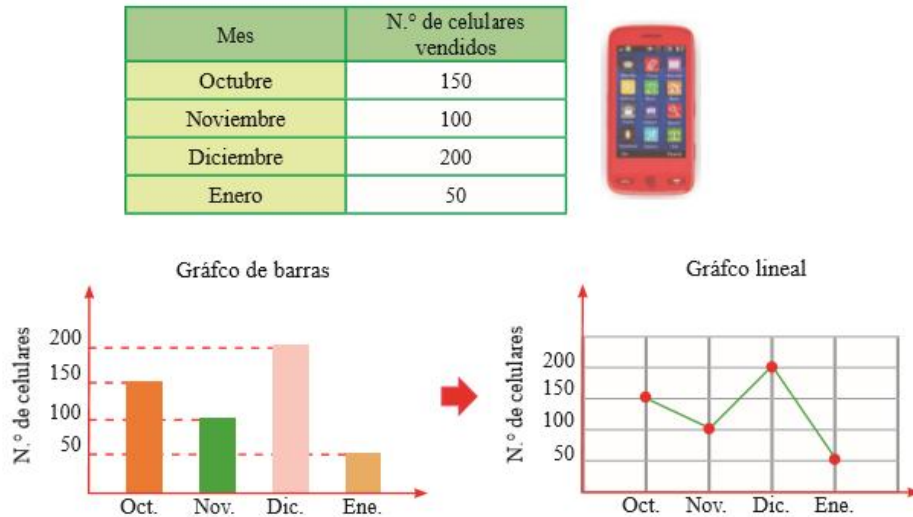 Mes
N.º de celulares
vendidos
Octubre
150
Noviembre
100
Diciembre
200
Enero
50
Gráfco de barras
N.º de celulares
200
150
100
50
Oct.
Nov.
Dic.
Ene.
Gráfco lineal
N.º de celulares
200
150
100
50
Oct.
Nov.
Dic.
Ene.